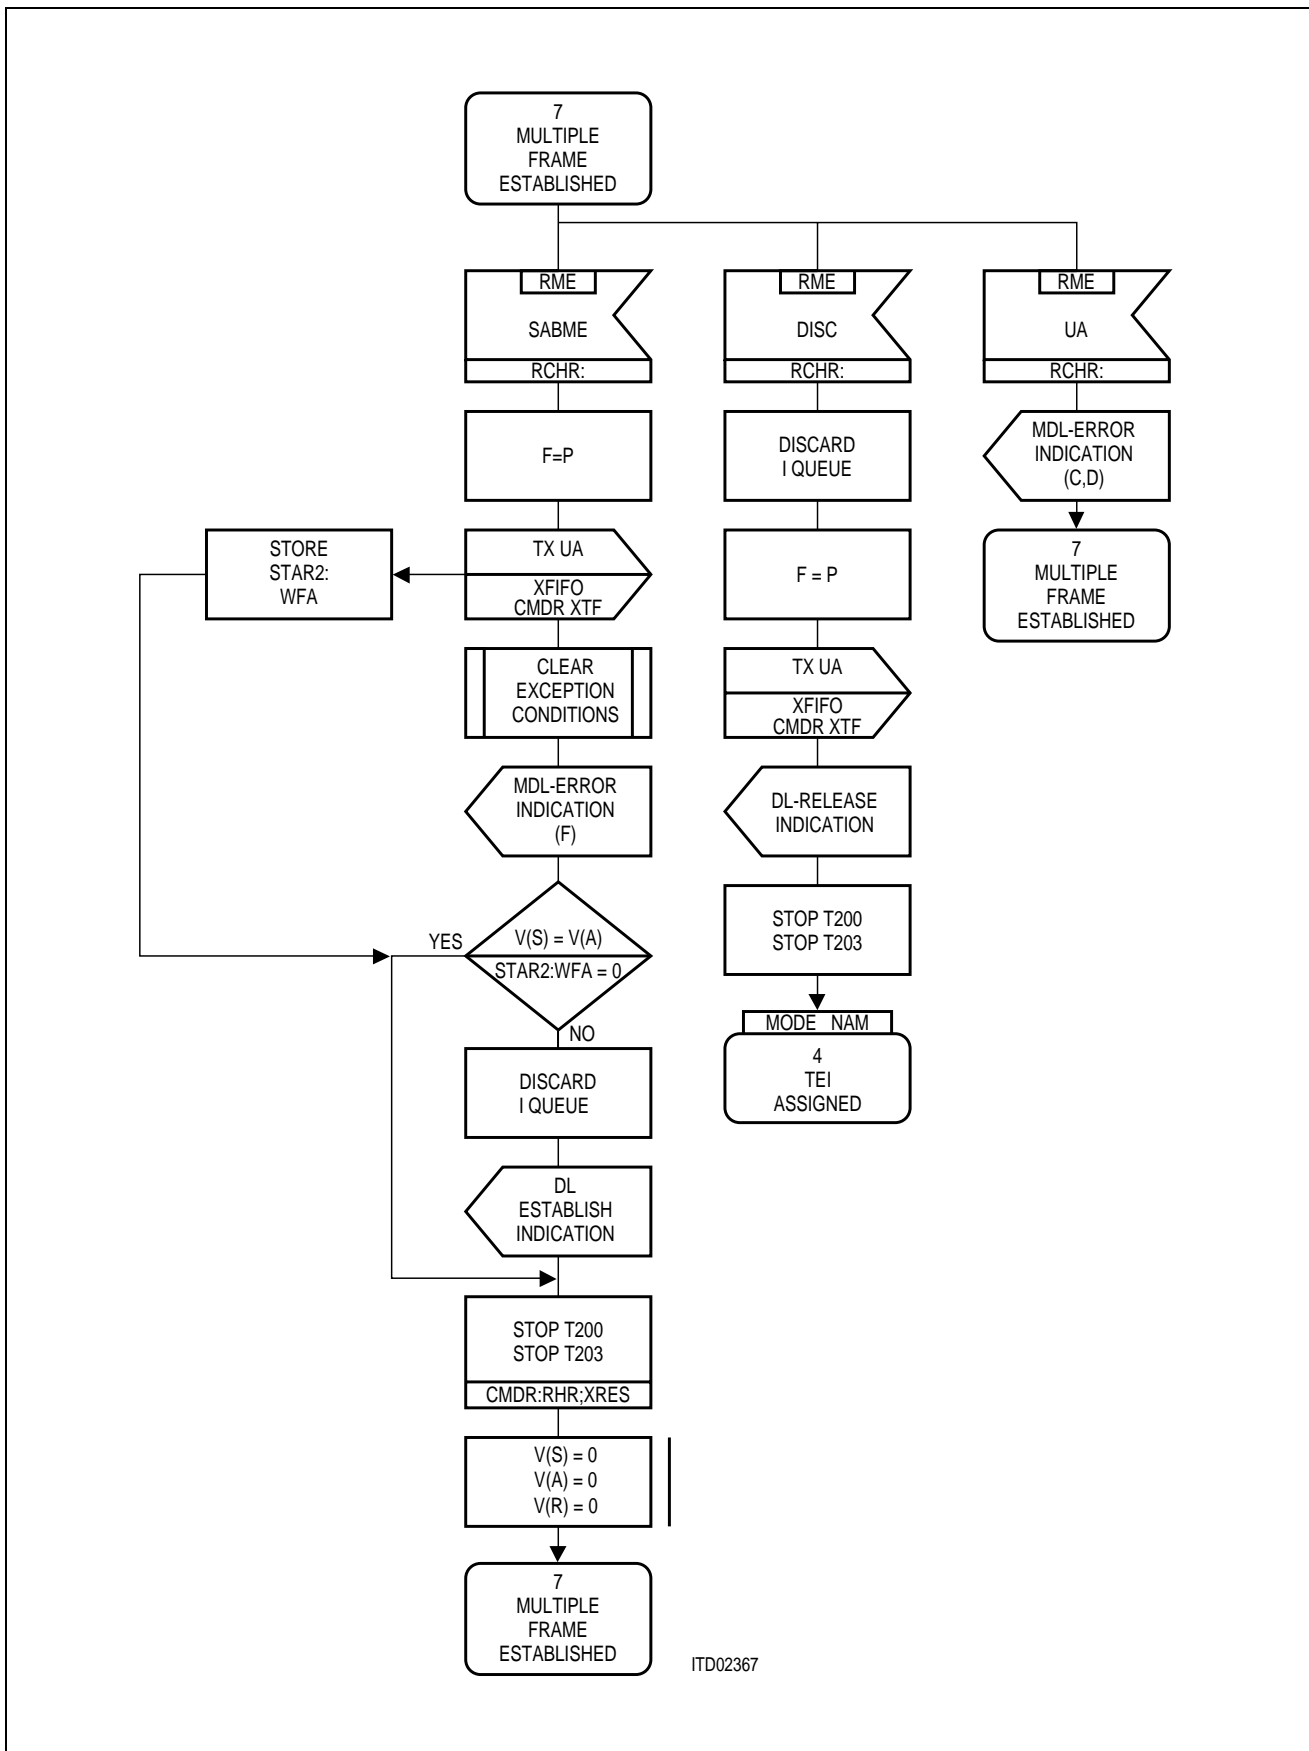 7
MULTIPLE
FRAME
ESTABLISHED
RME
SABME
RCHR:
F=P
TX UA
XFIFO
CMDR XTF
STORE
STAR2:
WFA
CLEAR
EXCEPTION
CONDITIONS
MDL-ERROR
INDICATION
(F)
V(S) = V(A)
STAR2:WFA = 0
YES
NO
DISCARD
I QUEUE
DL
ESTABLISH
INDICATION
STOP T200
STOP T203
CMDR:RHR;XRES
V(S) = 0
V(A) = 0
V(R) = 0
7
MULTIPLE
FRAME
ESTABLISHED
RME
DISC
RCHR:
DISCARD
I QUEUE
F = P
TX UA
XFIFO
CMDR XTF
DL-RELEASE
INDICATION
STOP T200
STOP T203
MODE NAM
4
TEI
ASSIGNED
RME
UA
RCHR:
MDL-ERROR
INDICATION
(C,D)
7
MULTIPLE
FRAME
ESTABLISHED
ITD02367